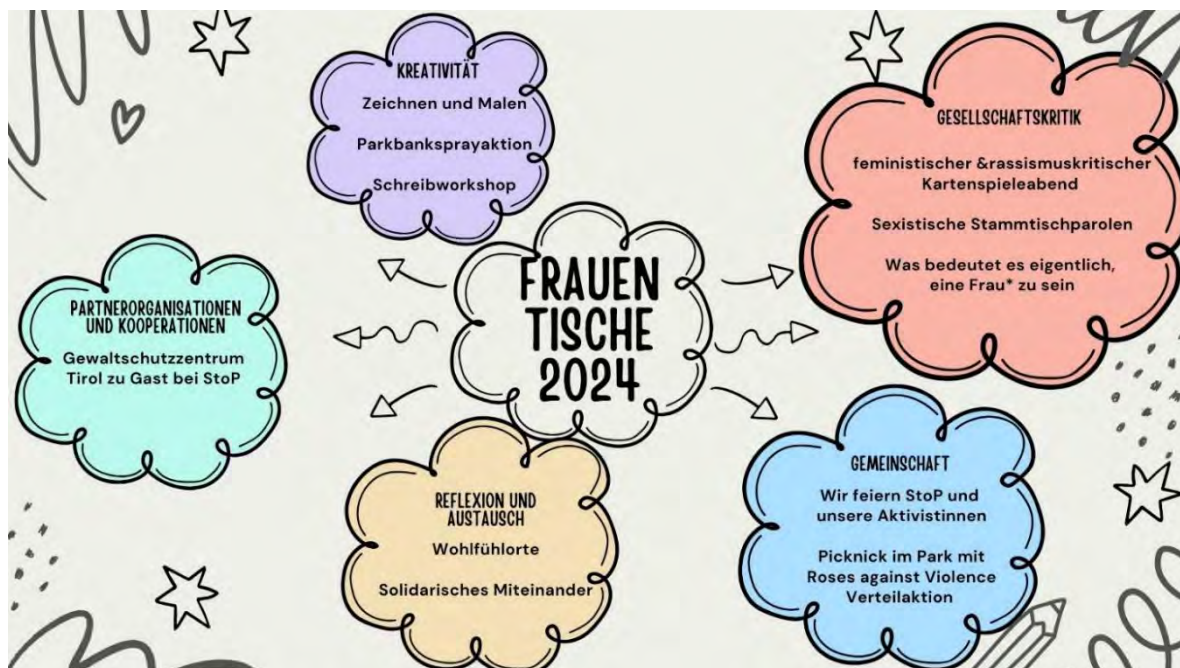 KREATIVITÄT
Zeichnen und Malen
Parkbanksprayaktion
Schreibworkshop
GESELLSCHAFTSKRITIK
feministischer &rassismuskritischer
Kartenspieleabend
Sexistische Stammtischparolen
Was bedeutet es eigentlich,
eine Frau* zu sein
FRAUEN
TISCHE
2024
PARTNERORGANISATIONEN
UND KOOPERATIONEN
Gewaltschutzzentrum
Tirol zu Gast bei StoP
REFLEXION UND
AUSTAUSCH
Wohlfühlorte
Solidarisches Miteinander
GEMEINSCHAFT
Wir feiern StoP und
unsere Aktivistinnen
Picknick im Park mit
Roses against Violence
Verteilaktion